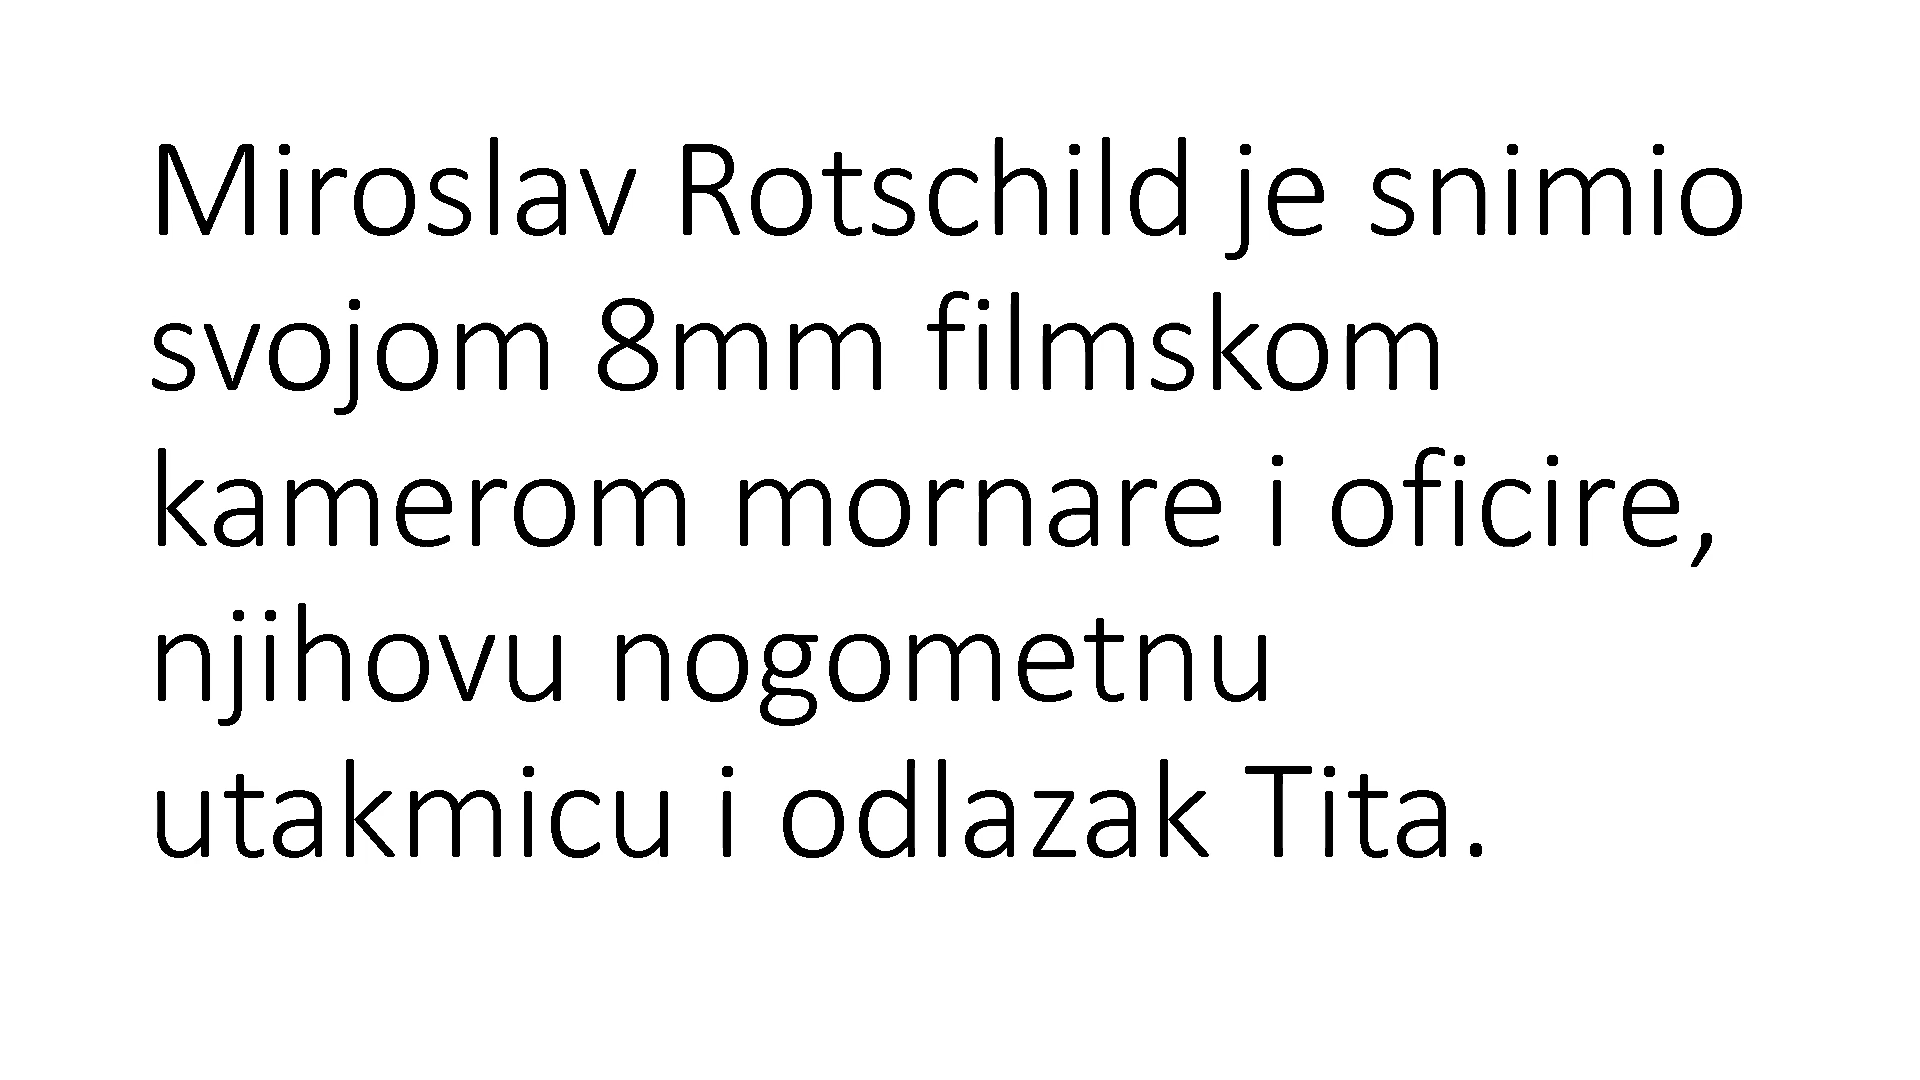 Miroslav Rotschild je snimio
svojom 8mm filmskom
kamerom mornare i oficire,
njihovu nogometnu
utakmicu i odlazak Tita.